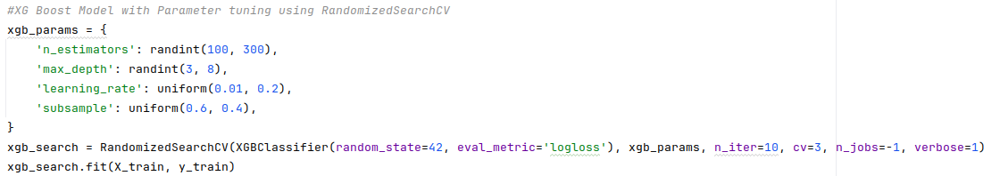 #XG Boost Model with Parameter tuning using RandomizedSearchCV
xgb_params = {
    'n_estimators': randint(100, 300),
    'max_depth': randint(3, 8),
    'learning_rate': uniform(0.01, 0.2),
    'subsample': uniform(0.6, 0.4),
}
xgb_search = RandomizedSearchCV(XGBClassifier(random_state=42, eval_metric='logloss'), xgb_params, n_iter=10, cv=3, n_jobs=-1, verbose=1)
xgb_search.fit(X_train, y_train)